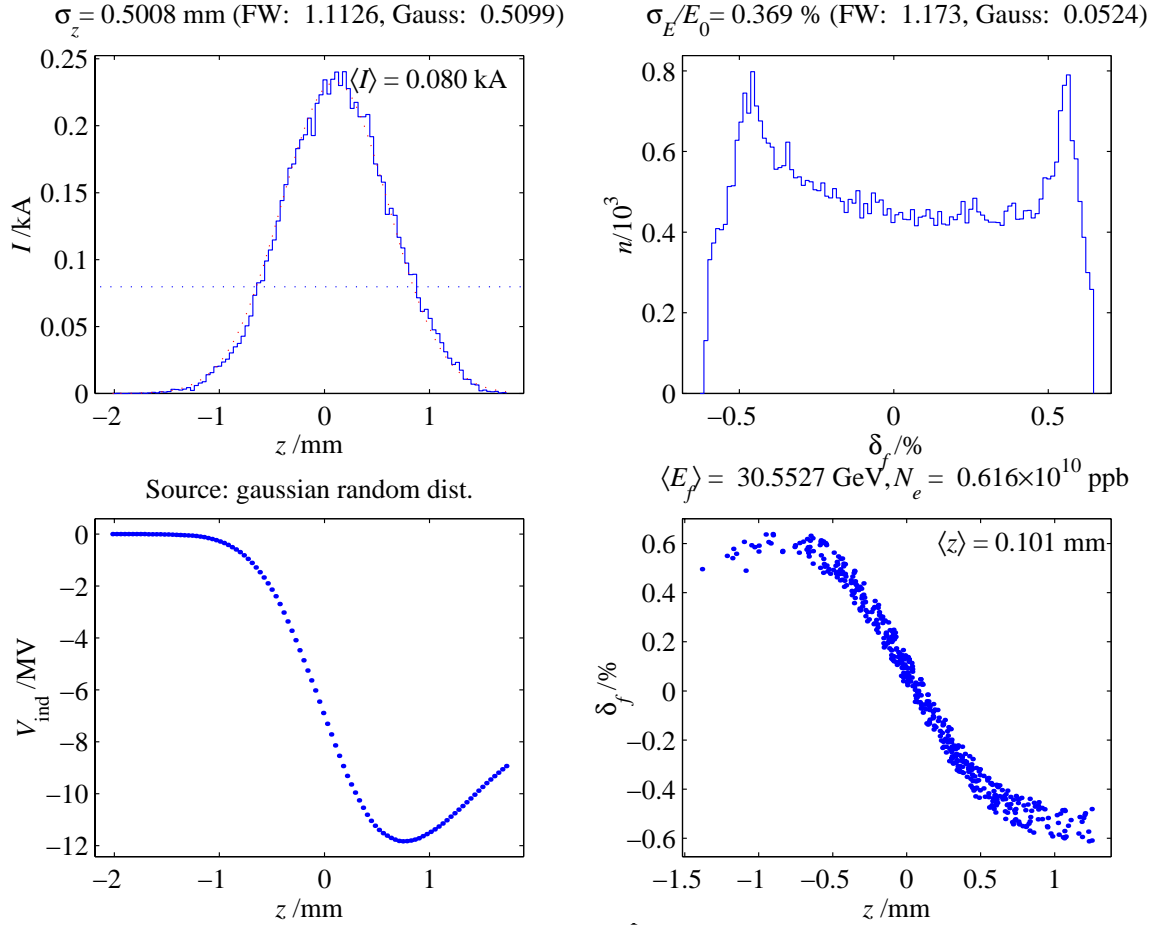 σz = 0.5008 mm (FW: 1.1126, Gauss: 0.5099)
0.25
0.2
0.15
0.1
0.05
0
I /kA
⟨I⟩ = 0.080 kA
−2 −1 0 1
z /mm
σE/E0 = 0.369 % (FW: 1.173, Gauss: 0.0524)
0.8
0.6
0.4
0.2
0
n/10³
−0.5 0 0.5
δf /%
Source: gaussian random dist.
0
−2
−4
−6
−8
−10
−12
Vind /MV
−2 −1 0 1
z /mm
⟨Ef⟩ = 30.5527 GeV, Ne = 0.616×10¹⁰ ppb
0.6
0.4
0.2
0
−0.2
−0.4
−0.6
δf /%
⟨z⟩ = 0.101 mm
−1.5 −1 −0.5 0 0.5 1
z /mm